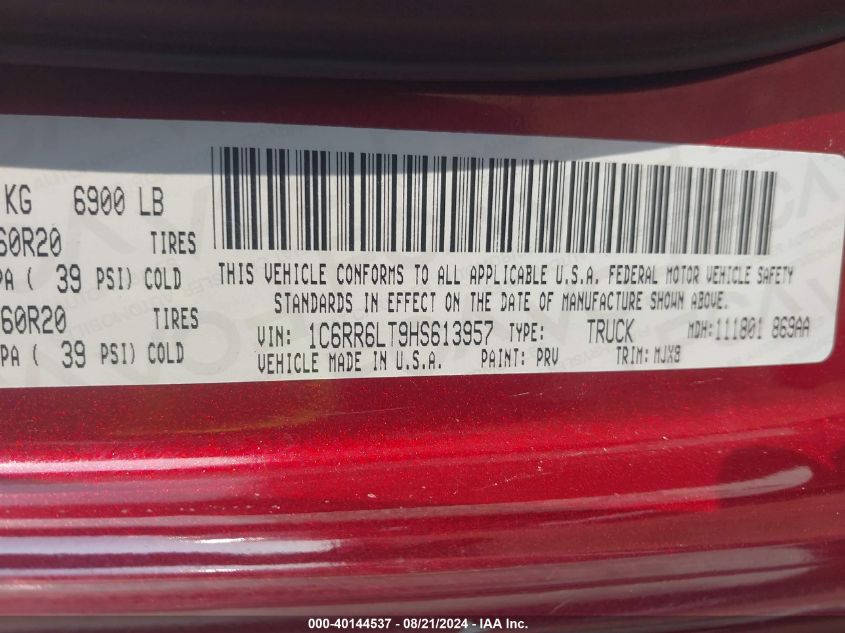 KG 6900 LB
60R20 TIRES
PA ( 39 PSI) COLD
60R20 TIRES
PA ( 39 PSI) COLD
THIS VEHICLE CONFORMS TO ALL APPLICABLE U.S.A. FEDERAL MOTOR VEHICLE SAFETY
STANDARDS IN EFFECT ON THE DATE OF MANUFACTURE SHOWN ABOVE.
VIN: 1C6RR6LT9HS613957 TYPE: TRUCK MDH:111801 869AA
VEHICLE MADE IN U.S.A. PAINT: PRV TRIM: MJX8
000-40144537 - 08/21/2024 - IAA Inc.